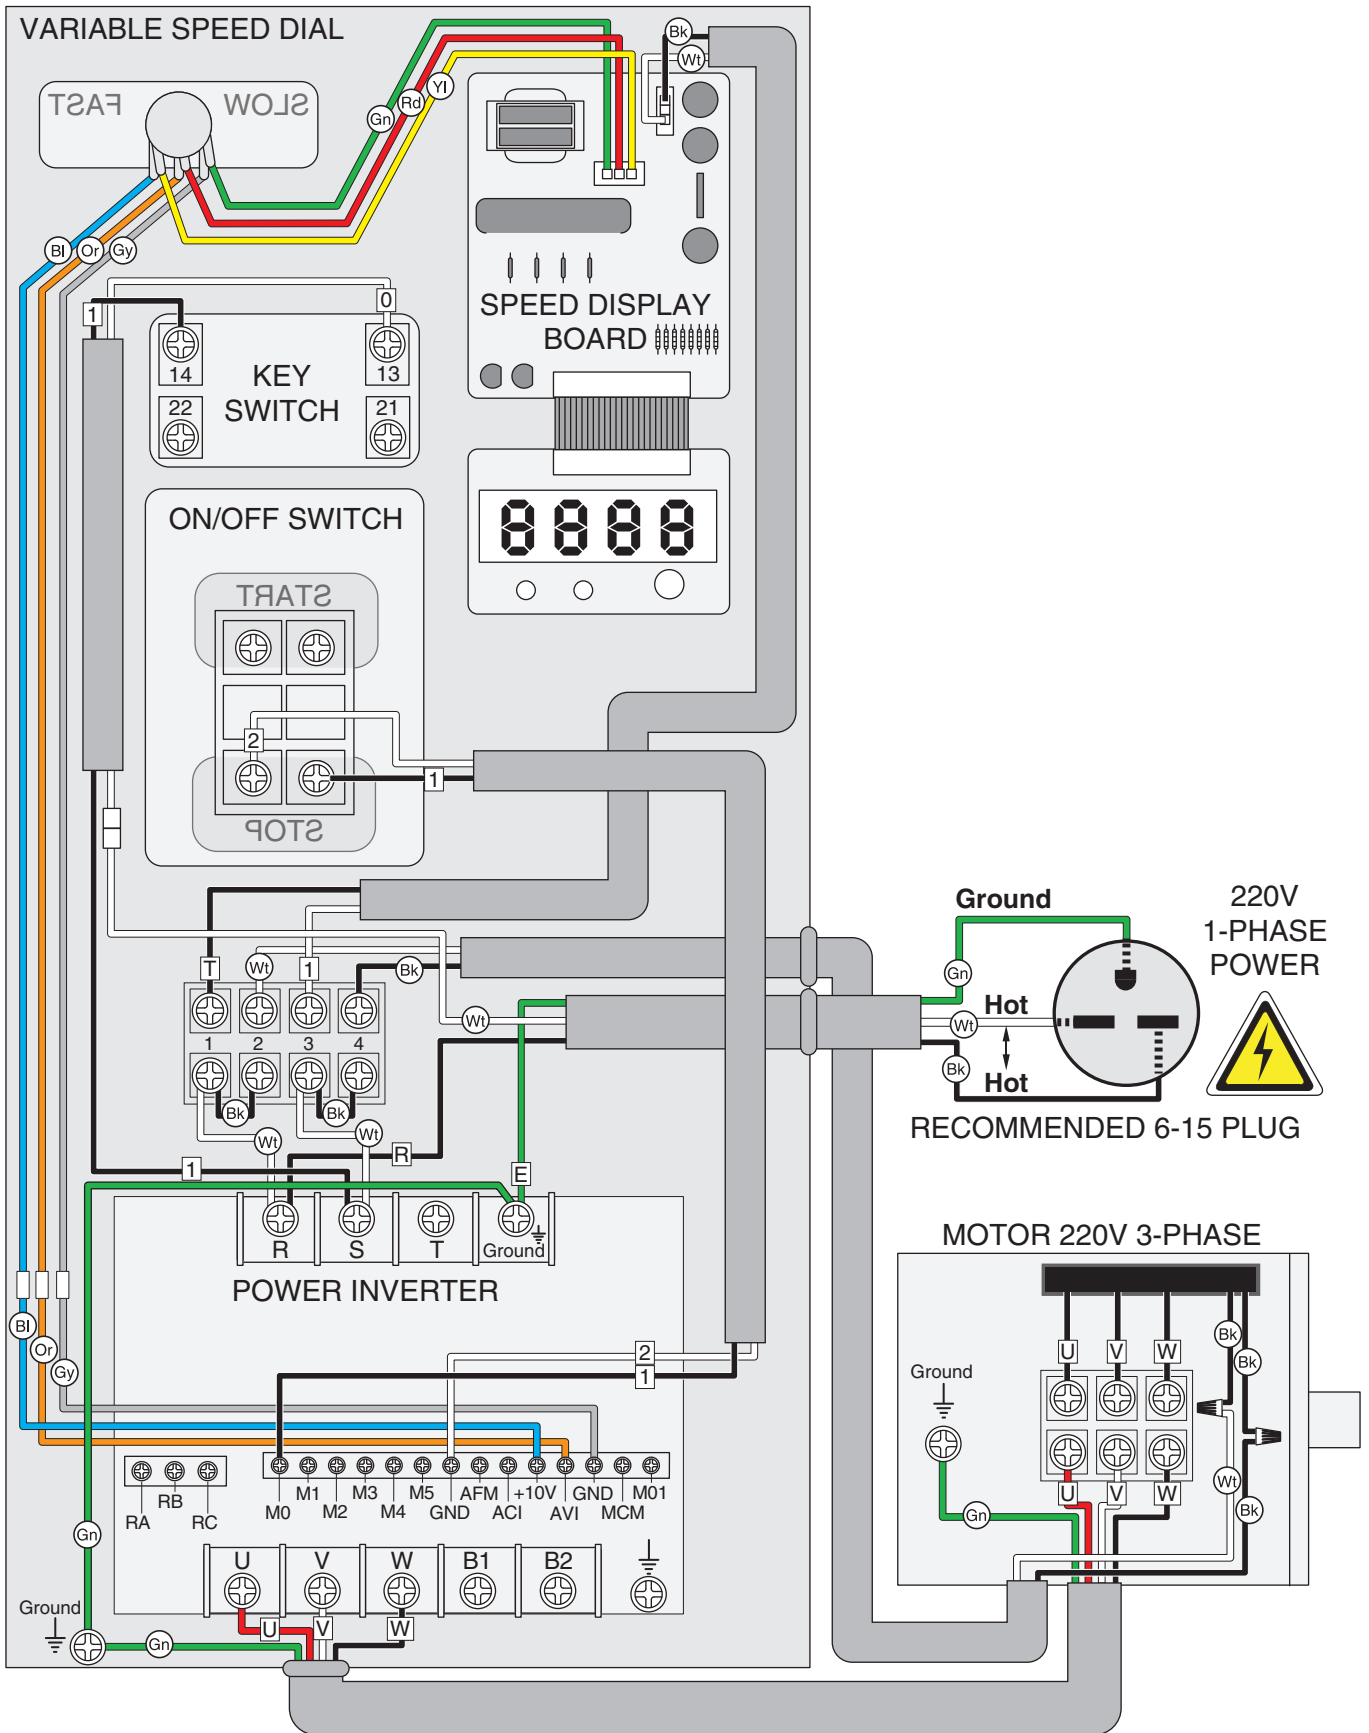 VARIABLE SPEED DIAL
FAST
SLOW
Gn
Rd
Yl
Bk
Wt
Bl
Or
Gy
1
0
14
13
22
21
KEY
SWITCH
SPEED DISPLAY
BOARD
8888
ON/OFF SWITCH
START
2
1
STOP
T
Wt
1
Bk
1
2
3
4
Bk
Bk
Wt
Wt
Wt
R
1
E
Ground
Gn
Hot
Wt
Hot
Bk
220V
1-PHASE
POWER
RECOMMENDED 6-15 PLUG
R
S
T
Ground
POWER INVERTER
Bl
Or
Gy
2
1
RA
RB
RC
M0
M1
M2
M3
M4
M5
GND
AFM
ACI
+10V
AVI
GND
MCM
M01
U
V
W
B1
B2
Gn
Ground
Gn
U
V
W
MOTOR 220V 3-PHASE
U
V
W
Bk
Bk
Ground
U
V
W
Wt
Bk
Gn